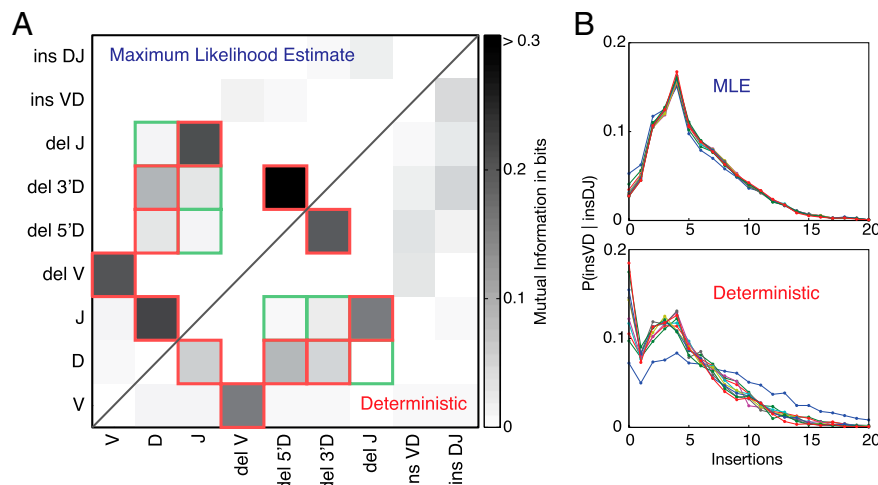 A
Maximum Likelihood Estimate
Deterministic
ins DJ
ins VD
del J
del 3'D
del 5'D
del V
J
D
V
V
D
J
del V
del 5'D
del 3'D
del J
ins VD
ins DJ
> 0.3
0.2
0.1
0
Mutual Information in bits
B
0.2
0.1
0
MLE
0 5 10 15 20
P(insVD | insDJ)
0.2
0.1
0
Deterministic
0 5 10 15 20
Insertions